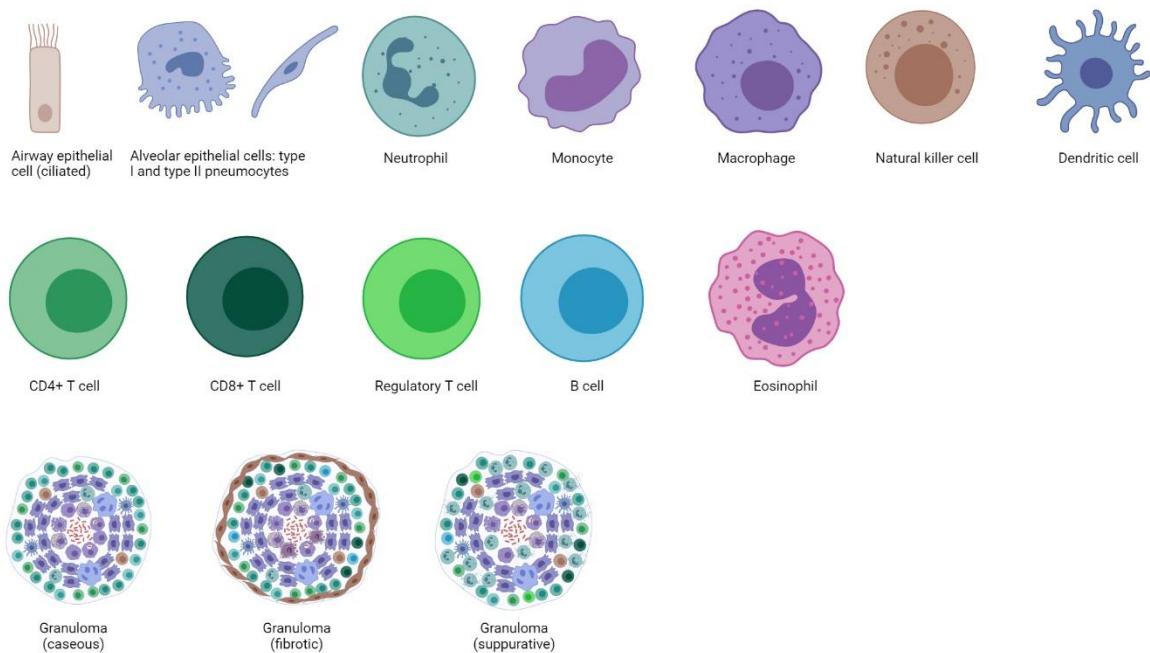 Airway epithelial
cell (ciliated)
Alveolar epithelial cells: type
I and type II pneumocytes
Neutrophil
Monocyte
Macrophage
Natural killer cell
Dendritic cell
CD4+ T cell
CD8+ T cell
Regulatory T cell
B cell
Eosinophil
Granuloma
(caseous)
Granuloma
(fibrotic)
Granuloma
(suppurative)